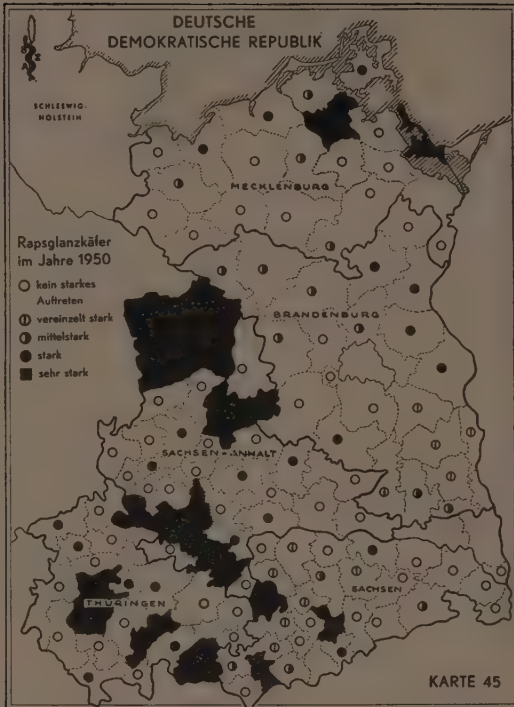 DEUTSCHE
DEMOKRATISCHE REPUBLIK
SCHLESWIG-
HOLSTEIN
MECKLENBURG
Rapsglanzkäfer
im Jahre 1950
kein starkes
Auftreten
vereinzelt stark
mittelstark
stark
sehr stark
BRANDENBURG
SACHSEN-ANHALT
THÜRINGEN
SACHSEN
KARTE 45